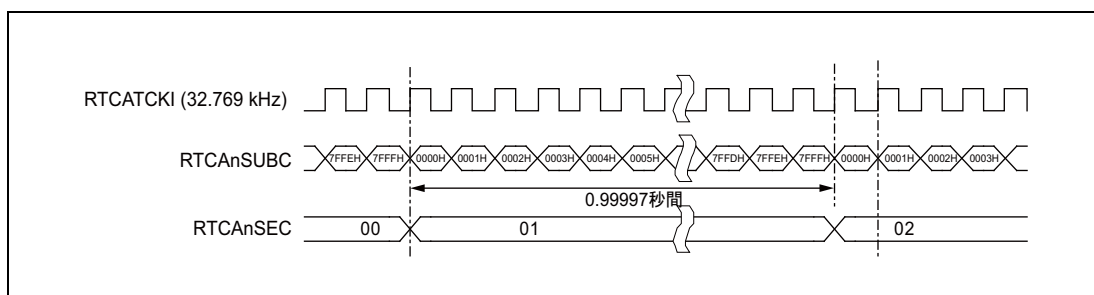 RTCATCKI (32.769 kHz)
RTCAnSUBC 7FFEH 7FFFH 0000H 0001H 0002H 0003H 0004H 0005H 7FFDH 7FFEH 7FFFH 0000H 0001H 0002H 0003H
0.99997秒間
RTCAnSEC 00 01 02